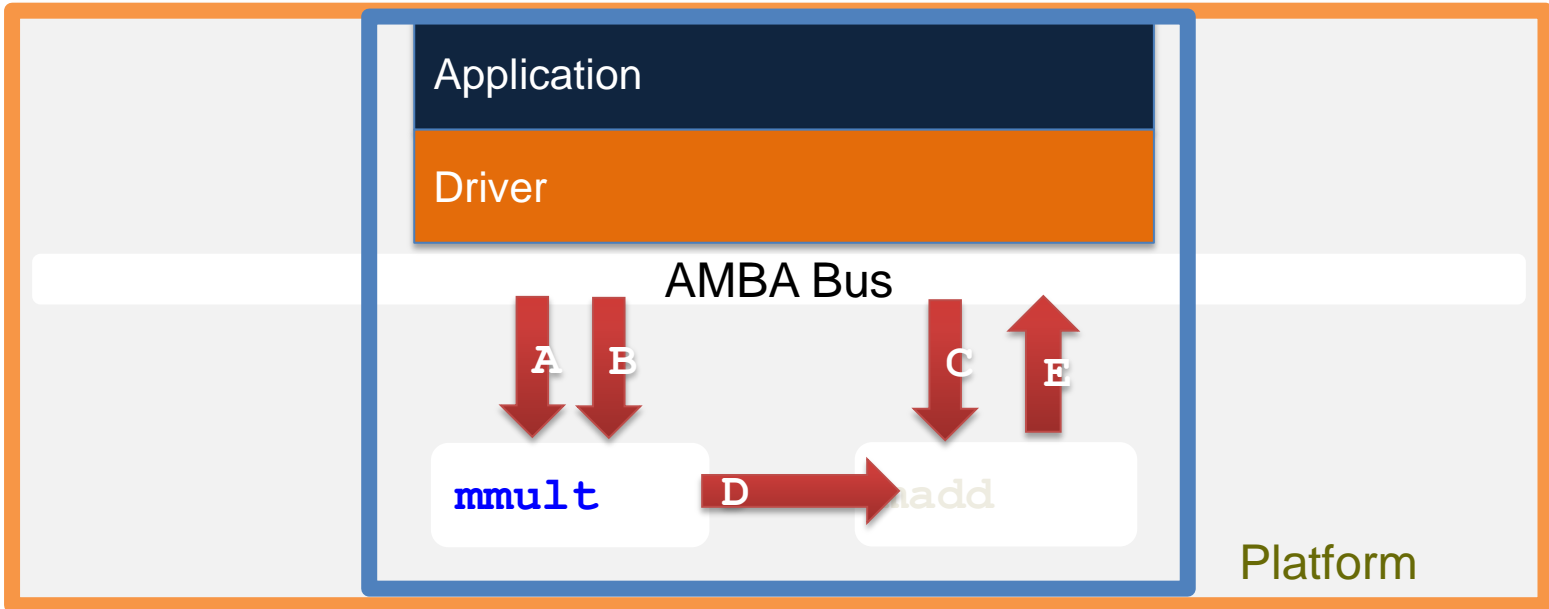 Application
Driver
AMBA Bus
A B C E
mmult D madd
Platform